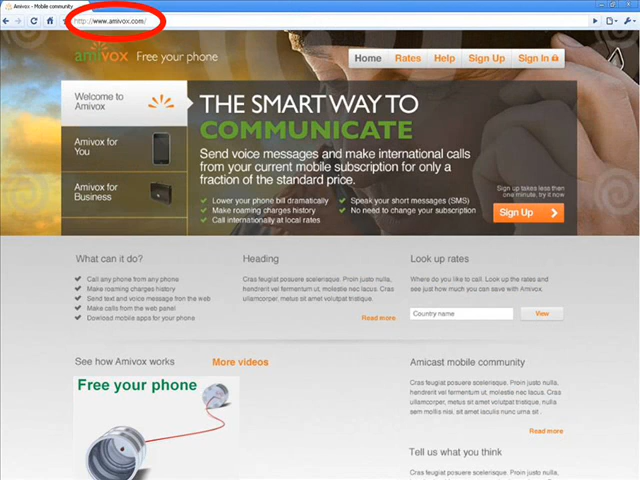 Amivox - Mobile community
http://www.amivox.com/
amivox Free your phone
Home Rates Help Sign Up Sign In
Welcome to
Amivox
Amivox for
You
Amivox for
Business
THE SMART WAY TO
COMMUNICATE
Send voice messages and make international calls
from your current mobile subscription for only a
fraction of the standard price.
Lower your phone bill dramatically
Make roaming charges history
Call internationally at local rates
Speak your short messages (SMS)
No need to change your subscription
Sign up takes less then
one minute, try it now
Sign Up
What can it do?
Call any phone from any phone
Make roaming charges history
Send text and voice message fron the web
Make calls from the web panel
Dowload mobile apps for your phone
Heading
Cras feugiat posuere scelerisque. Proin justo nulla,
hendrerit vel fermentum ut, molestie nec lacus. Cras
ullamcorper, metus sit amet volutpat tristique.
Read more
Look up rates
Where do you like to call. Look up the rates and
see just how much you can save with Amivox.
Country name
View
See how Amivox works
More videos
Free your phone
Amicast mobile community
Cras feugiat posuere scelerisque. Proin justo nulla,
hendrerit vel fermentum ut, molestie nec lacus. Cras
ullamcorper, metus sit amet volutpat tristique, nulla
sem mollis nisi, sit amet iaculis nunc urna sit .
Read more
Tell us what you think
Cras feugiat posuere scelerisque. Proin justo nulla,